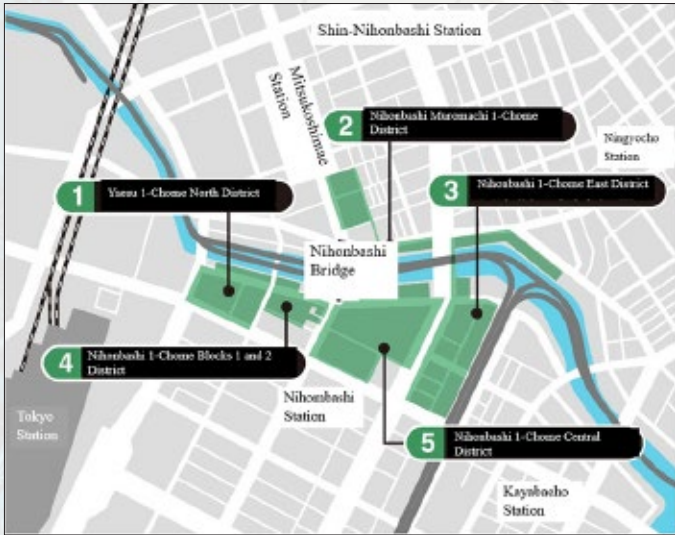 Shin-Nihonbashi Station
Mitsukoshimae
Station
2
Nihonbashi Muromachi 1-Chome
District
Ningyocho
Station
1
Yaesu 1-Chome North District
3
Nihonbashi 1-Chome East District
Nihonbashi
Bridge
4
Nihonbashi 1-Chome Blocks 1 and 2
District
Nihombashi
Station
Tokyo
Station
5
Nihonbashi 1-Chome Central
District
Kayabacho
Station